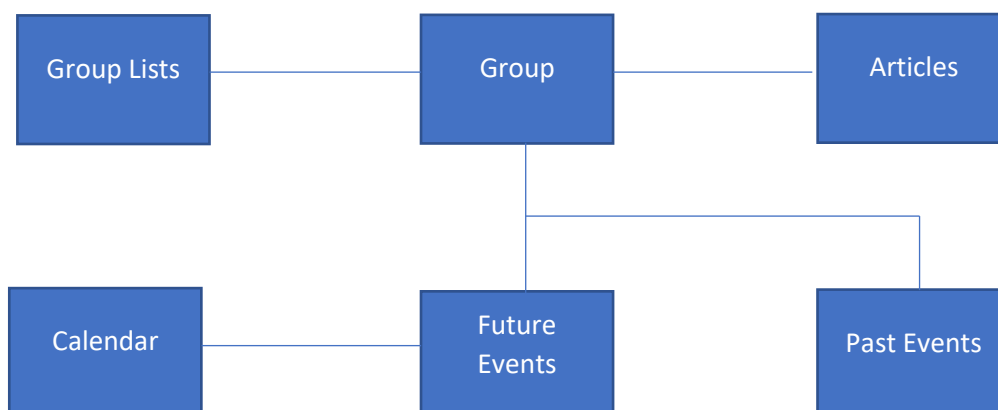 Group Lists
Group
Articles
Calendar
Future
Events
Past Events